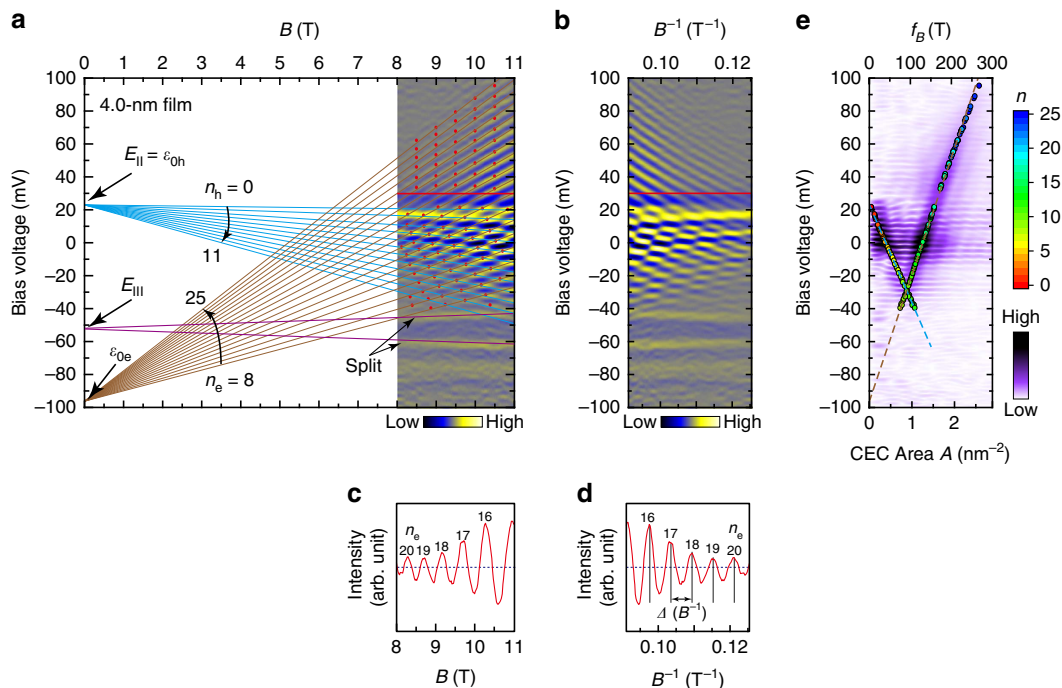 a
B (T)
0 1 2 3 4 5 6 7 8 9 10 11
100
80
60
40
20
0
−20
−40
−60
−80
−100
Bias voltage (mV)
4.0-nm film
E_II = ε_0h
n_h = 0
11
E_III
25
ε_0e
n_e = 8
Split
Low High
b
B⁻¹ (T⁻¹)
0.10 0.12
100
80
60
40
20
0
−20
−40
−60
−80
−100
Bias voltage (mV)
Low High
e
f_B (T)
0 100 200 300
100
80
60
40
20
0
−20
−40
−60
−80
−100
Bias voltage (mV)
0 1 2
CEC Area A (nm⁻²)
n
25
20
15
10
5
0
High
Low
c
Intensity
(arb. unit)
n_e
20 19 18 17 16
8 9 10 11
B (T)
d
Intensity
(arb. unit)
16 17 18 19 20
n_e
Δ (B⁻¹)
0.10 0.12
B⁻¹ (T⁻¹)